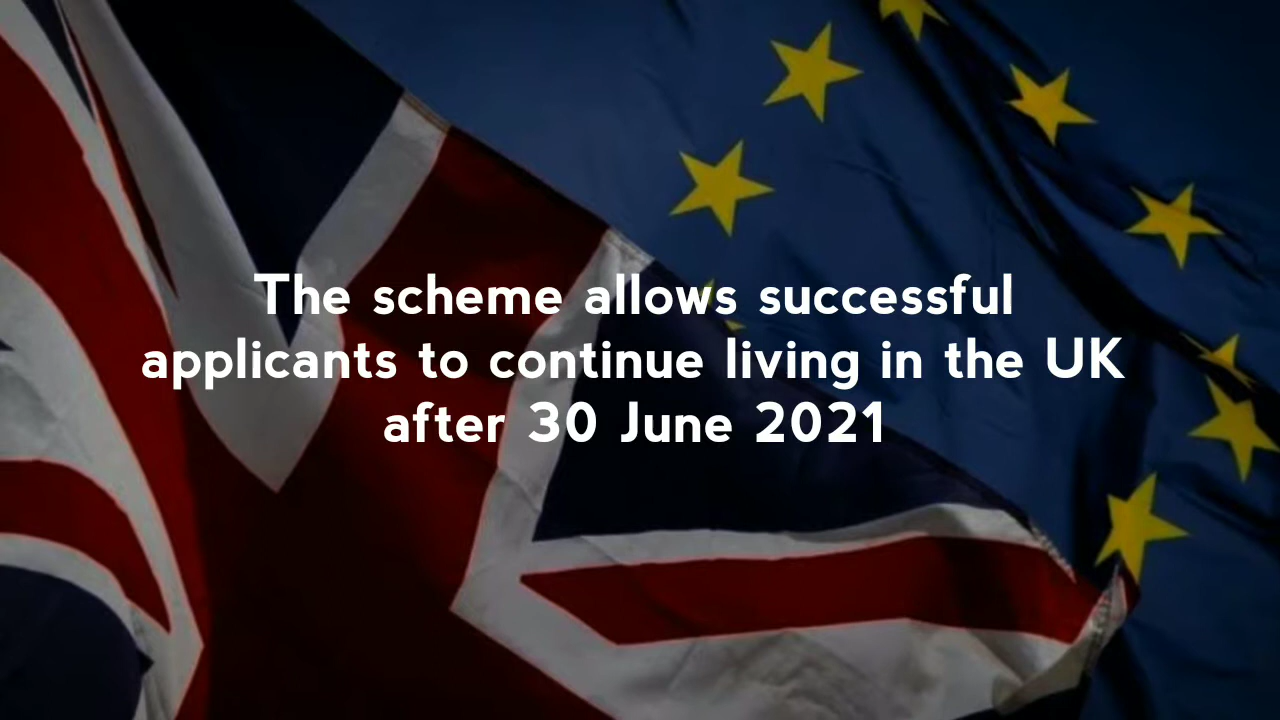 The scheme allows successful
applicants to continue living in the UK
after 30 June 2021